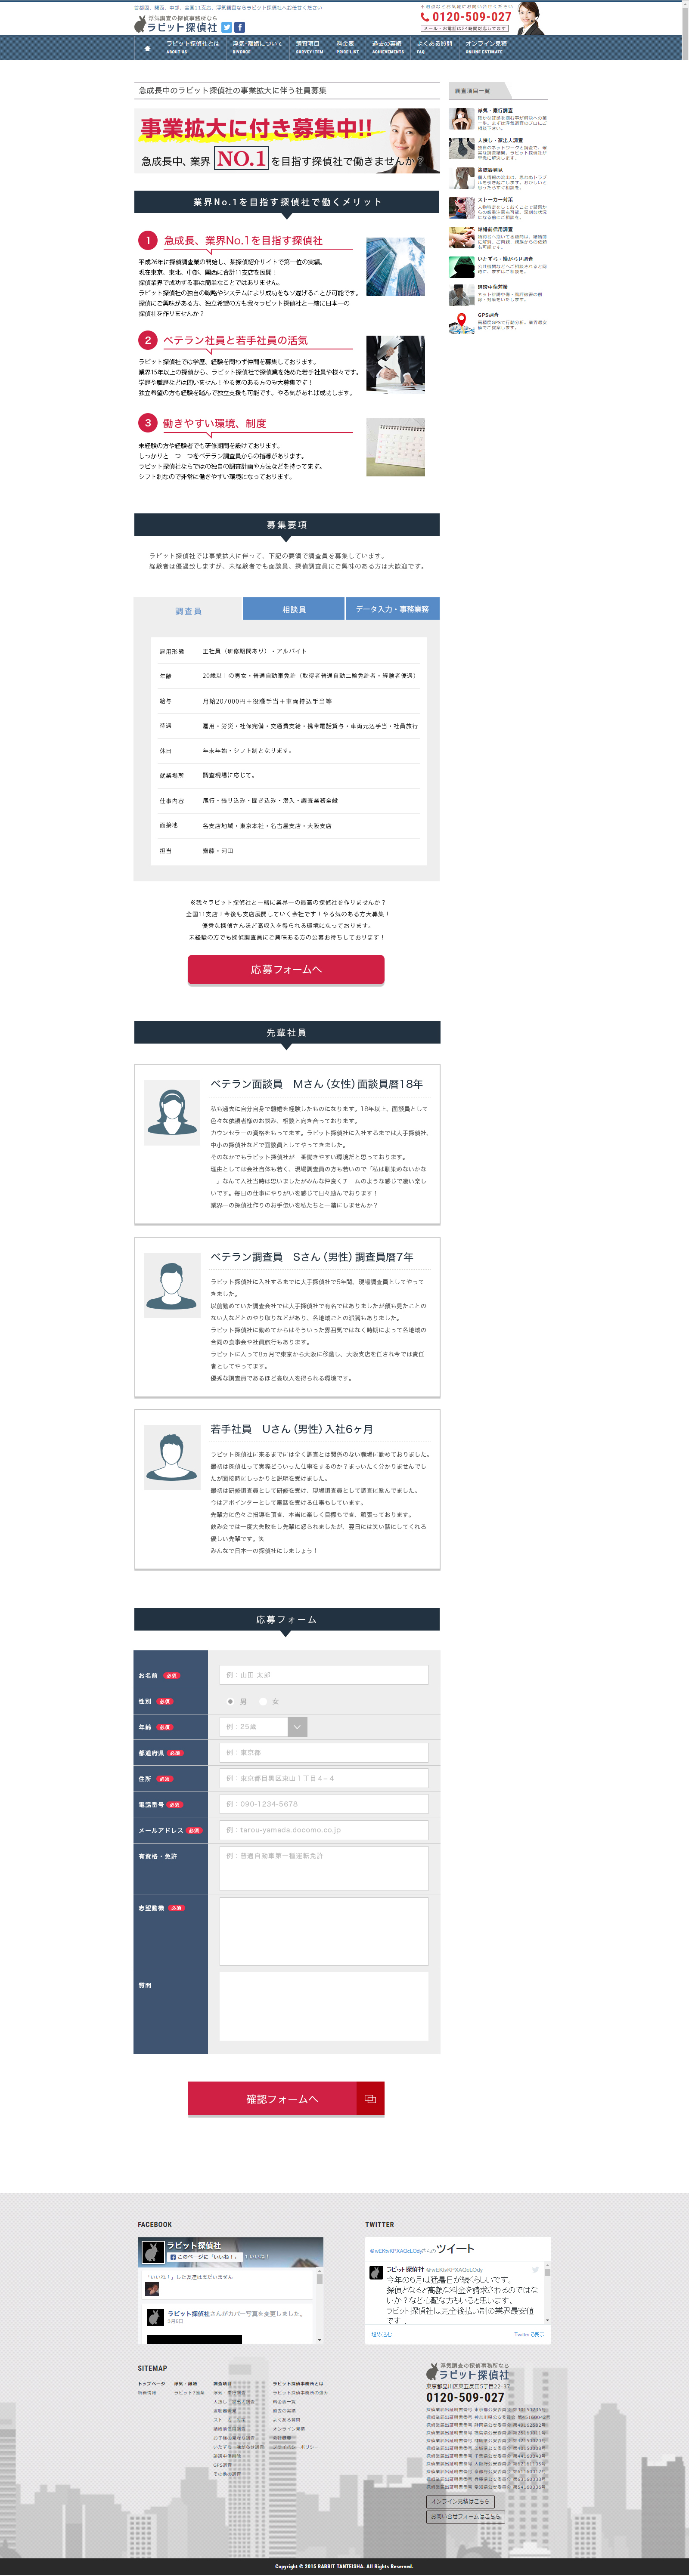 首都圏、関西、中部、全国11支店、浮気調査ならラビット探偵社へお任せください
浮気調査の探偵事務所なら
ラビット探偵社
0120-509-027
メール・お電話は24時間対応してます
ラビット探偵社とは
ABOUT US
浮気・離婚について
DIVORCE
調査項目
SURVEY ITEM
料金表
PRICE LIST
過去の実績
ACHIEVEMENTS
よくある質問
FAQ
オンライン見積
ONLINE ESTIMATE
急成長中のラビット探偵社の事業拡大に伴う社員募集
事業拡大に付き募集中!!
急成長中、業界 NO.1 を目指す探偵社で働きませんか?
業界No.1を目指す探偵社で働くメリット
1 急成長、業界No.1を目指す探偵社
平成26年に探偵調査業の開始し、某探偵紹介サイトで第一位の実績。
現在東京、東北、中部、関西に合計11支店を展開！
探偵業界で成功する事は簡単なことではありません。
ラビット探偵社の独自の戦略やシステムにより成功をなソ遂げることが可能です。
探偵にご興味がある方、独立希望の方も我々ラビット探偵社と一緒に日本一の
探偵社を作りませんか？
2 ベテラン社員と若手社員の活気
ラビット探偵社では学歴、経験を問わず仲間を募集しております。
業界15年以上の探偵から、ラビット探偵社で探偵業を始めた若手社員や様々です。
学歴や職歴などは問いません！やる気のある方のみ大募集です！
独立希望の方も経験を踏んで独立支援も可能です。やる気があれば成功します。
3 働きやすい環境、制度
未経験の方や経験者でも研修期間を設けております。
しっかりと一つ一つをベテラン調査員からの指導があります。
ラビット探偵社ならではの独自の調査計画や方法などを持ってます。
シフト制なので非常に働きやすい環境になっております。
募集要項
ラビット探偵社では事業拡大に伴って、下記の要領で調査員を募集しています。
経験者は優遇致しますが、未経験者でも面談員、探偵調査員にご興味のある方は大歓迎です。
調査員
相談員
データ入力・事務業務
雇用形態 正社員（研修期間あり）・アルバイト
年齢 20歳以上の男女・普通自動車免許（取得者普通自動二輪免許者・経験者優遇）
給与 月給207000円＋役職手当＋車両持込手当等
待遇 雇用・労災・社保完備・交通費支給・携帯電話貸与・車両元込手当・社員旅行
休日 年末年始・シフト制となります。
就業場所 調査現場に応じて。
仕事内容 尾行・張り込み・聞き込み・潜入・調査業務全般
面接地 各支店地域・東京本社・名古屋支店・大阪支店
担当 齋藤・河田
※我々ラビット探偵社と一緒に業界一の最高の探偵社を作りませんか？
全国11支店！今後も支店展開していく会社です！やる気のある方大募集！
優秀な探偵さんほど高収入を得られる環境になっております。
未経験の方でも探偵調査員にご興味ある方の公募お待ちしております！
応募フォームへ
先輩社員
ベテラン面談員　Mさん（女性）面談員暦18年
私も過去に自分自身で離婚を経験したものになります。18年以上、面談員として
色々な依頼者様のお悩み、相談と向き合っております。
カウンセラーの資格をもってます。ラビット探偵社に入社するまでは大手探偵社、
中小の探偵社などで面談員としてやってきました。
そのなかでもラビット探偵社が一番働きやすい環境だと思っております。
理由としては会社自体も若く、現場調査員の方も若いので「私は馴染めないかな
ー」なんて入社当時は思いましたがみんな仲良くチームのような感じで凄い楽し
いです。毎日の仕事にやりがいを感じて日々励んでおります！
業界一の探偵社作りのお手伝いを私たちと一緒にしませんか？
ベテラン調査員　Sさん（男性）調査員暦7年
ラビット探偵社に入社するまでに大手探偵社で5年間、現場調査員としてやって
きました。
以前勤めていた調査会社では大手探偵社で有名ではありましたが顔も見たことの
ない人などとのやり取りなどがあり、各地域ごとの派閥もありました。
ラビット探偵社に勤めてからはそういった雰囲気ではなく時期によって各地域の
合同の食事会や社員旅行もあります。
ラビットに入って8ヵ月で東京から大阪に移動し、大阪支店を任され今では責任
者としてやってます。
優秀な調査員であるほど高収入を得られる環境です。
若手社員　Uさん（男性）入社6ヶ月
ラビット探偵社に来るまでには全く調査とは関係のない職場に勤めておりました。
最初は探偵社って実際どういった仕事をするのか？まっいたく分かりませんでし
たが面接時にしっかりと説明を受けました。
最初は研修調査員として研修を受け、現場調査員として調査に励んでました。
今はアポインターとして電話を受ける仕事もしています。
先輩方に色々ご指導を頂き、本当に楽しく目標もでき、頑張っております。
飲み会では一度大失敗をし先輩に怒られましたが、翌日には笑い話にしてくれる
優しい先輩です。笑
みんなで日本一の探偵社にしましょう！
応募フォーム
お名前 必須 例：山田 太郎
性別 必須 男 女
年齢 必須 例：25歳
都道府県 必須 例：東京都
住所 必須 例：東京都目黒区東山１丁目４−４
電話番号 必須 例：090-1234-5678
メールアドレス 必須 例：tarou-yamada.docomo.co.jp
有資格・免許 例：普通自動車第一種運転免許
志望動機 必須
質問
確認フォームへ
調査項目一覧
浮気・素行調査
人捜し・家出人調査
盗聴器発見
ストーカー対策
結婚前信用調査
いたずら・嫌がらせ調査
誹謗中傷対策
GPS調査
FACEBOOK
ラビット探偵社
このページに「いいね！」
「いいね！」した友達はまだいません
ラビット探偵社さんがカバー写真を変更しました。
TWITTER
@wEKtvKPXAQcLOdyさんのツイート
ラビット探偵社 @wEKtvKPXAQcLOdy
今年の6月は猛暑日が続くらしいです。
探偵となると高額な料金を請求されるのではな
いか？など心配な方もいると思います。
ラビット探偵社は完全後払い制の業界最安値
です！
埋め込む
Twitterで表示
SITEMAP
トップページ
浮気・離婚
調査項目
ラビット探偵事務所とは
料金表一覧
過去の実績
よくある質問
オンライン見積
浮気調査の探偵事務所なら
ラビット探偵社
東京都品川区東五反田5丁目22-37
0120-509-027
オンライン見積はこちら
お問い合せフォームはこちら
Copyright © 2015 RABBIT TANTEISHA. All Rights Reserved.